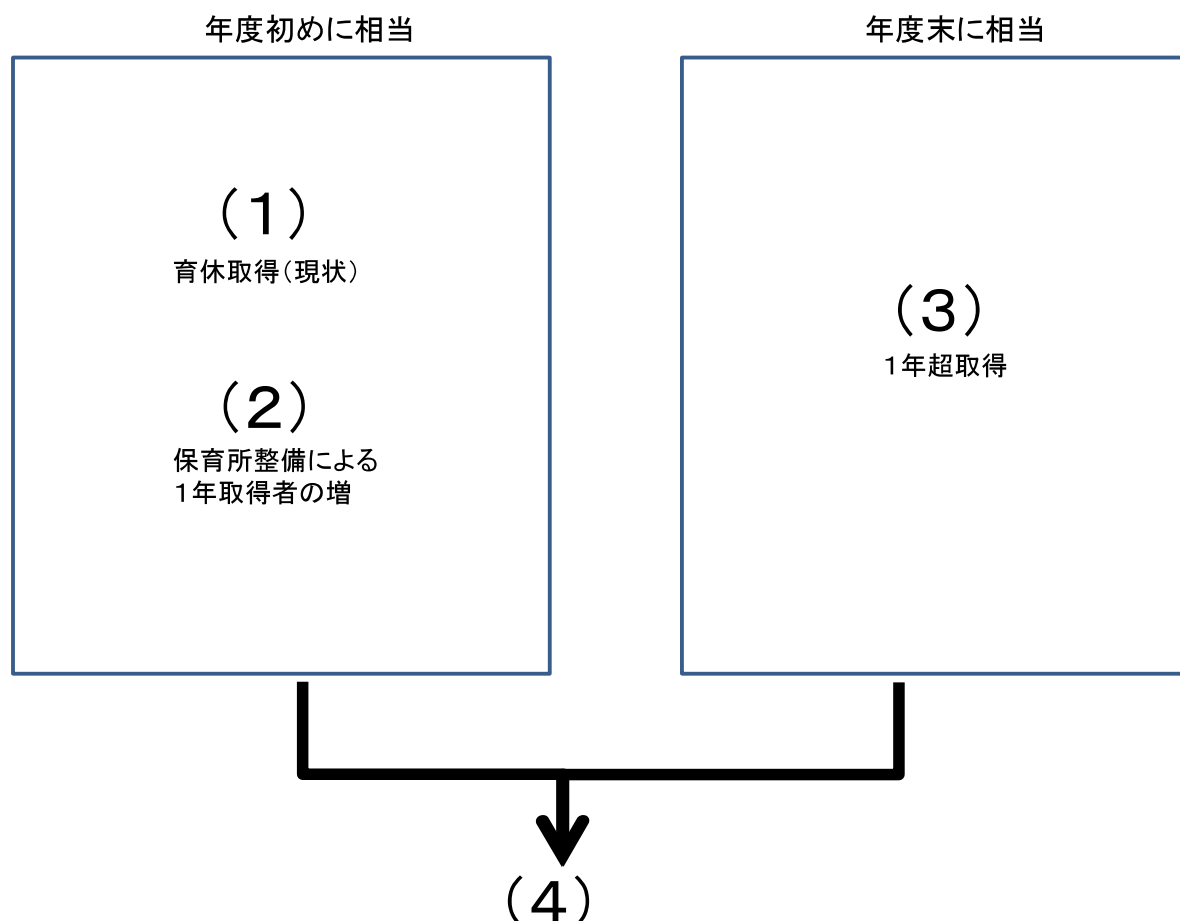 年度初めに相当
年度末に相当
（１）
育休取得（現状）
（２）
保育所整備による
１年取得者の増
（３）
１年超取得
（４）